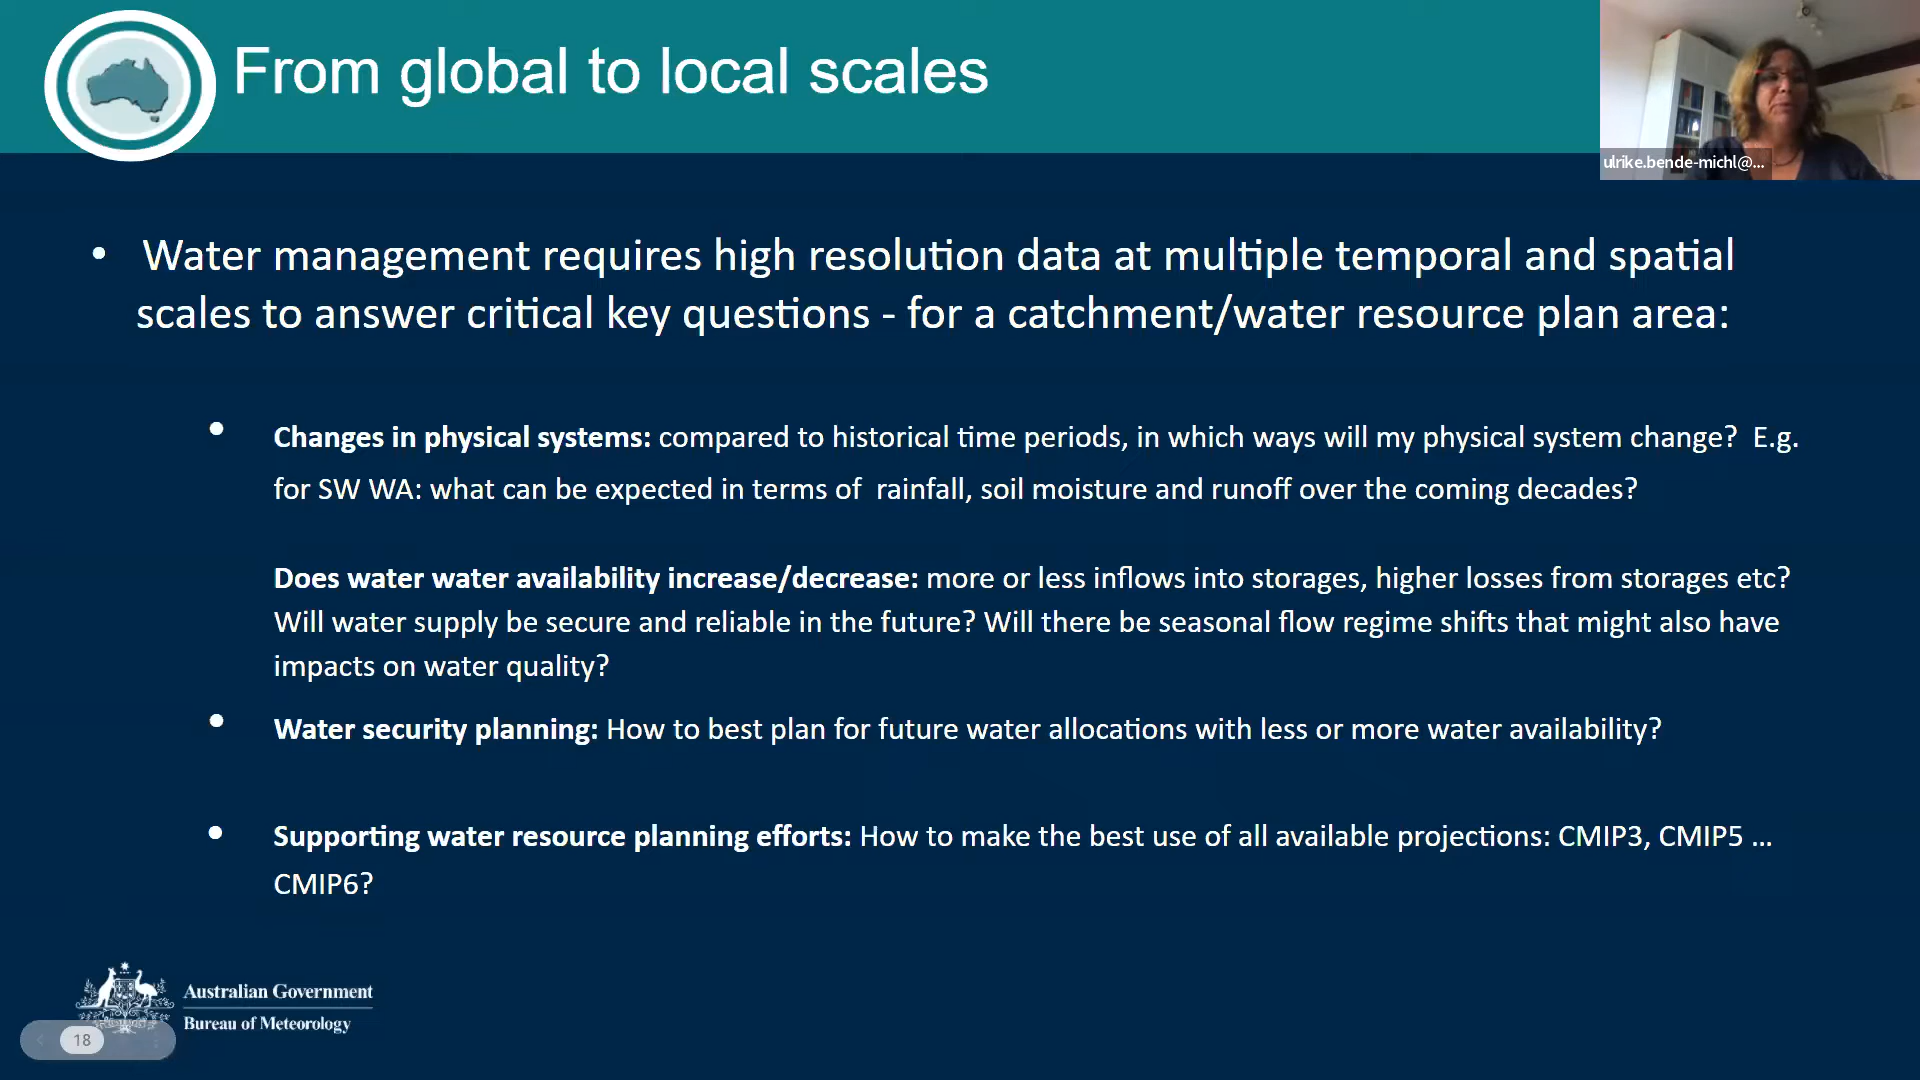 From global to local scales
ulrike.bende-michl@...
• Water management requires high resolution data at multiple temporal and spatial
scales to answer critical key questions - for a catchment/water resource plan area:
• Changes in physical systems: compared to historical time periods, in which ways will my physical system change?  E.g.
for SW WA: what can be expected in terms of  rainfall, soil moisture and runoff over the coming decades?
Does water water availability increase/decrease: more or less inflows into storages, higher losses from storages etc?
Will water supply be secure and reliable in the future? Will there be seasonal flow regime shifts that might also have
impacts on water quality?
• Water security planning: How to best plan for future water allocations with less or more water availability?
• Supporting water resource planning efforts: How to make the best use of all available projections: CMIP3, CMIP5 ...
CMIP6?
Australian Government
Bureau of Meteorology
18